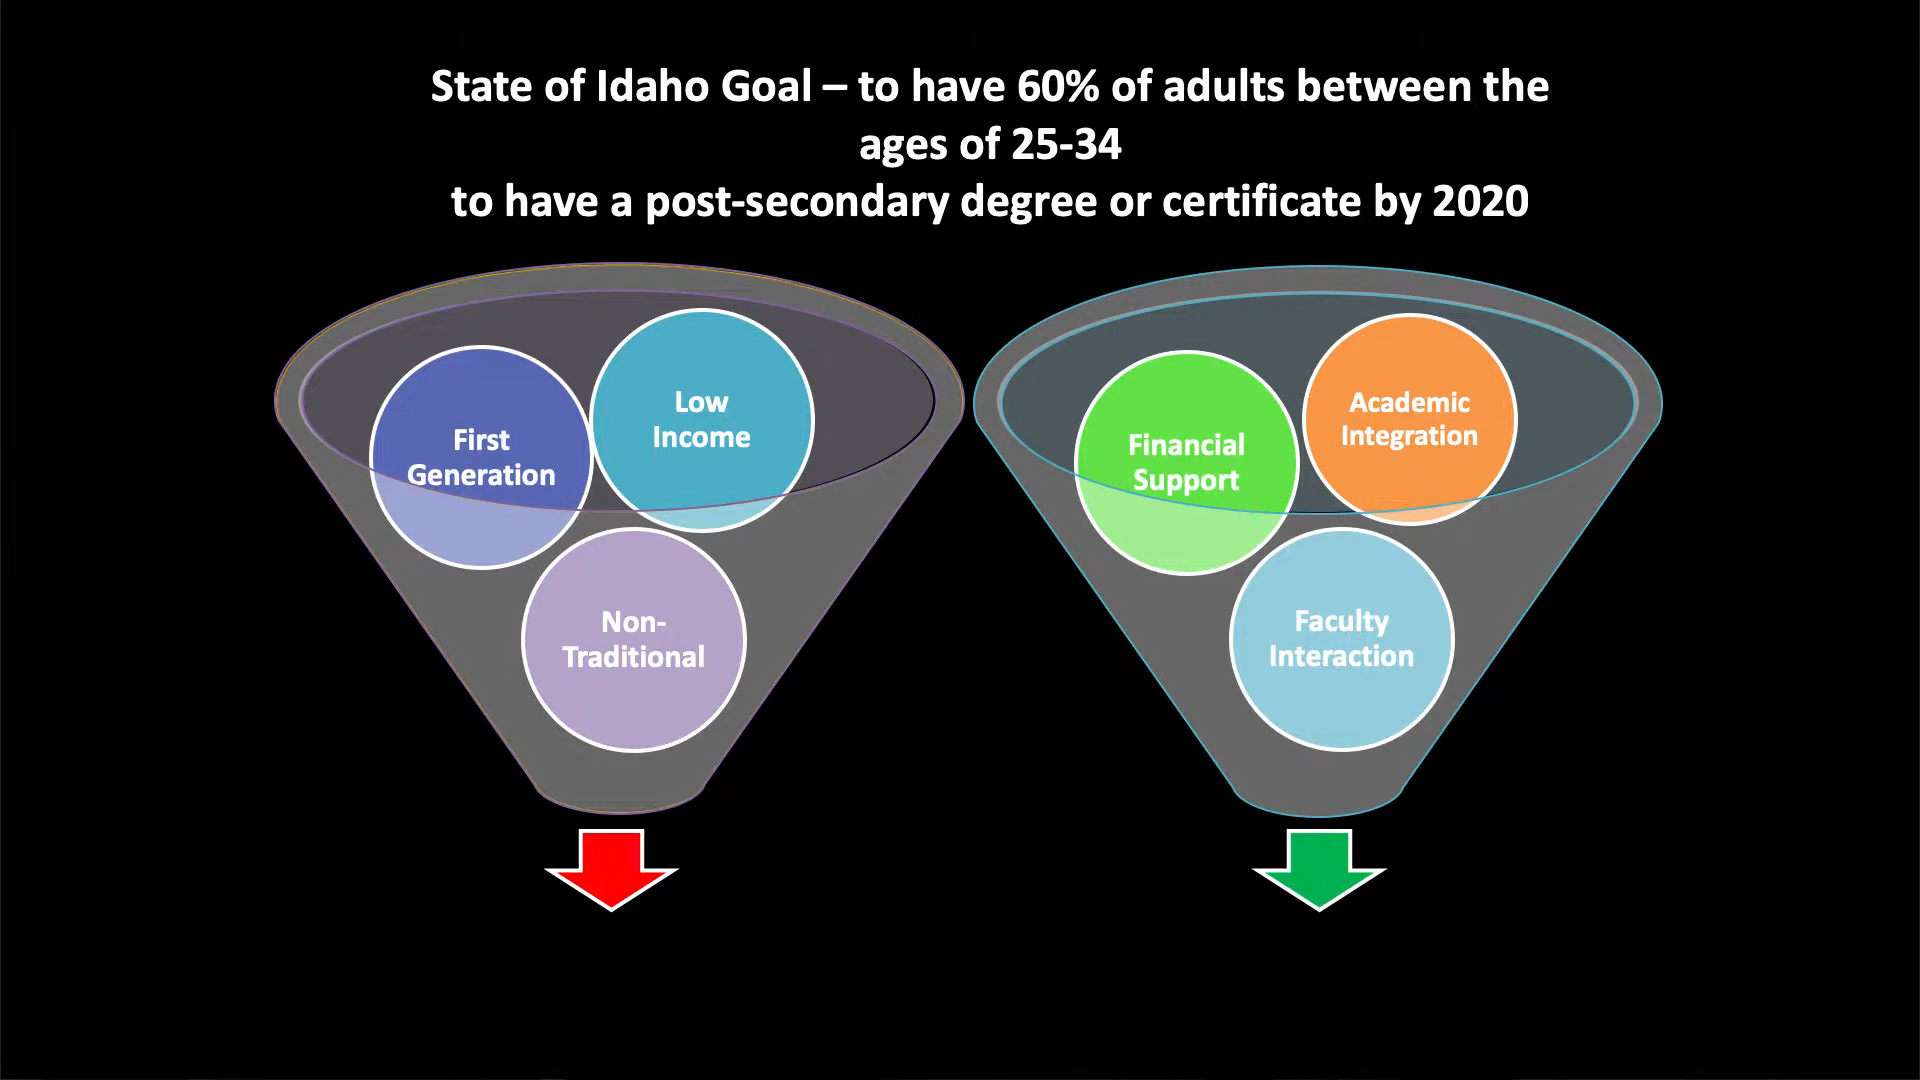 State of Idaho Goal – to have 60% of adults between the
ages of 25-34
to have a post-secondary degree or certificate by 2020
First
Generation
Low
Income
Non-
Traditional
Financial
Support
Academic
Integration
Faculty
Interaction